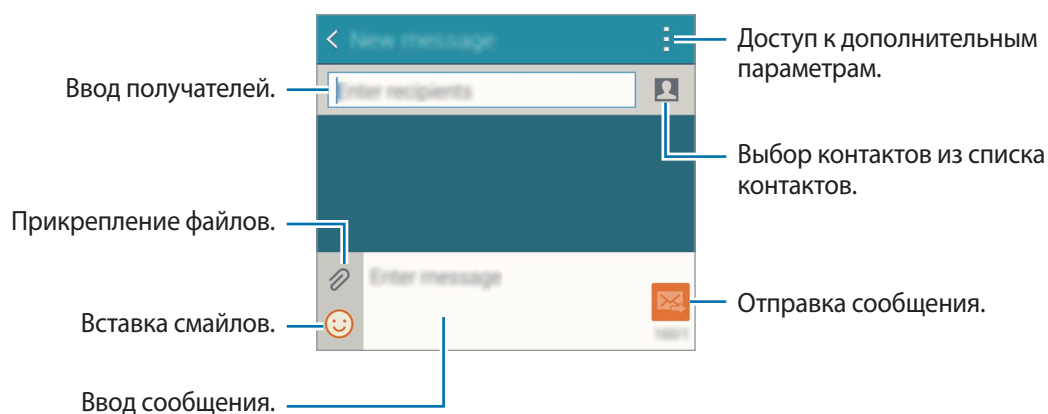 New message
Доступ к дополнительным
параметрам.
Ввод получателей.
Enter recipients
Выбор контактов из списка
контактов.
Прикрепление файлов.
Enter message
Отправка сообщения.
Вставка смайлов.
Ввод сообщения.